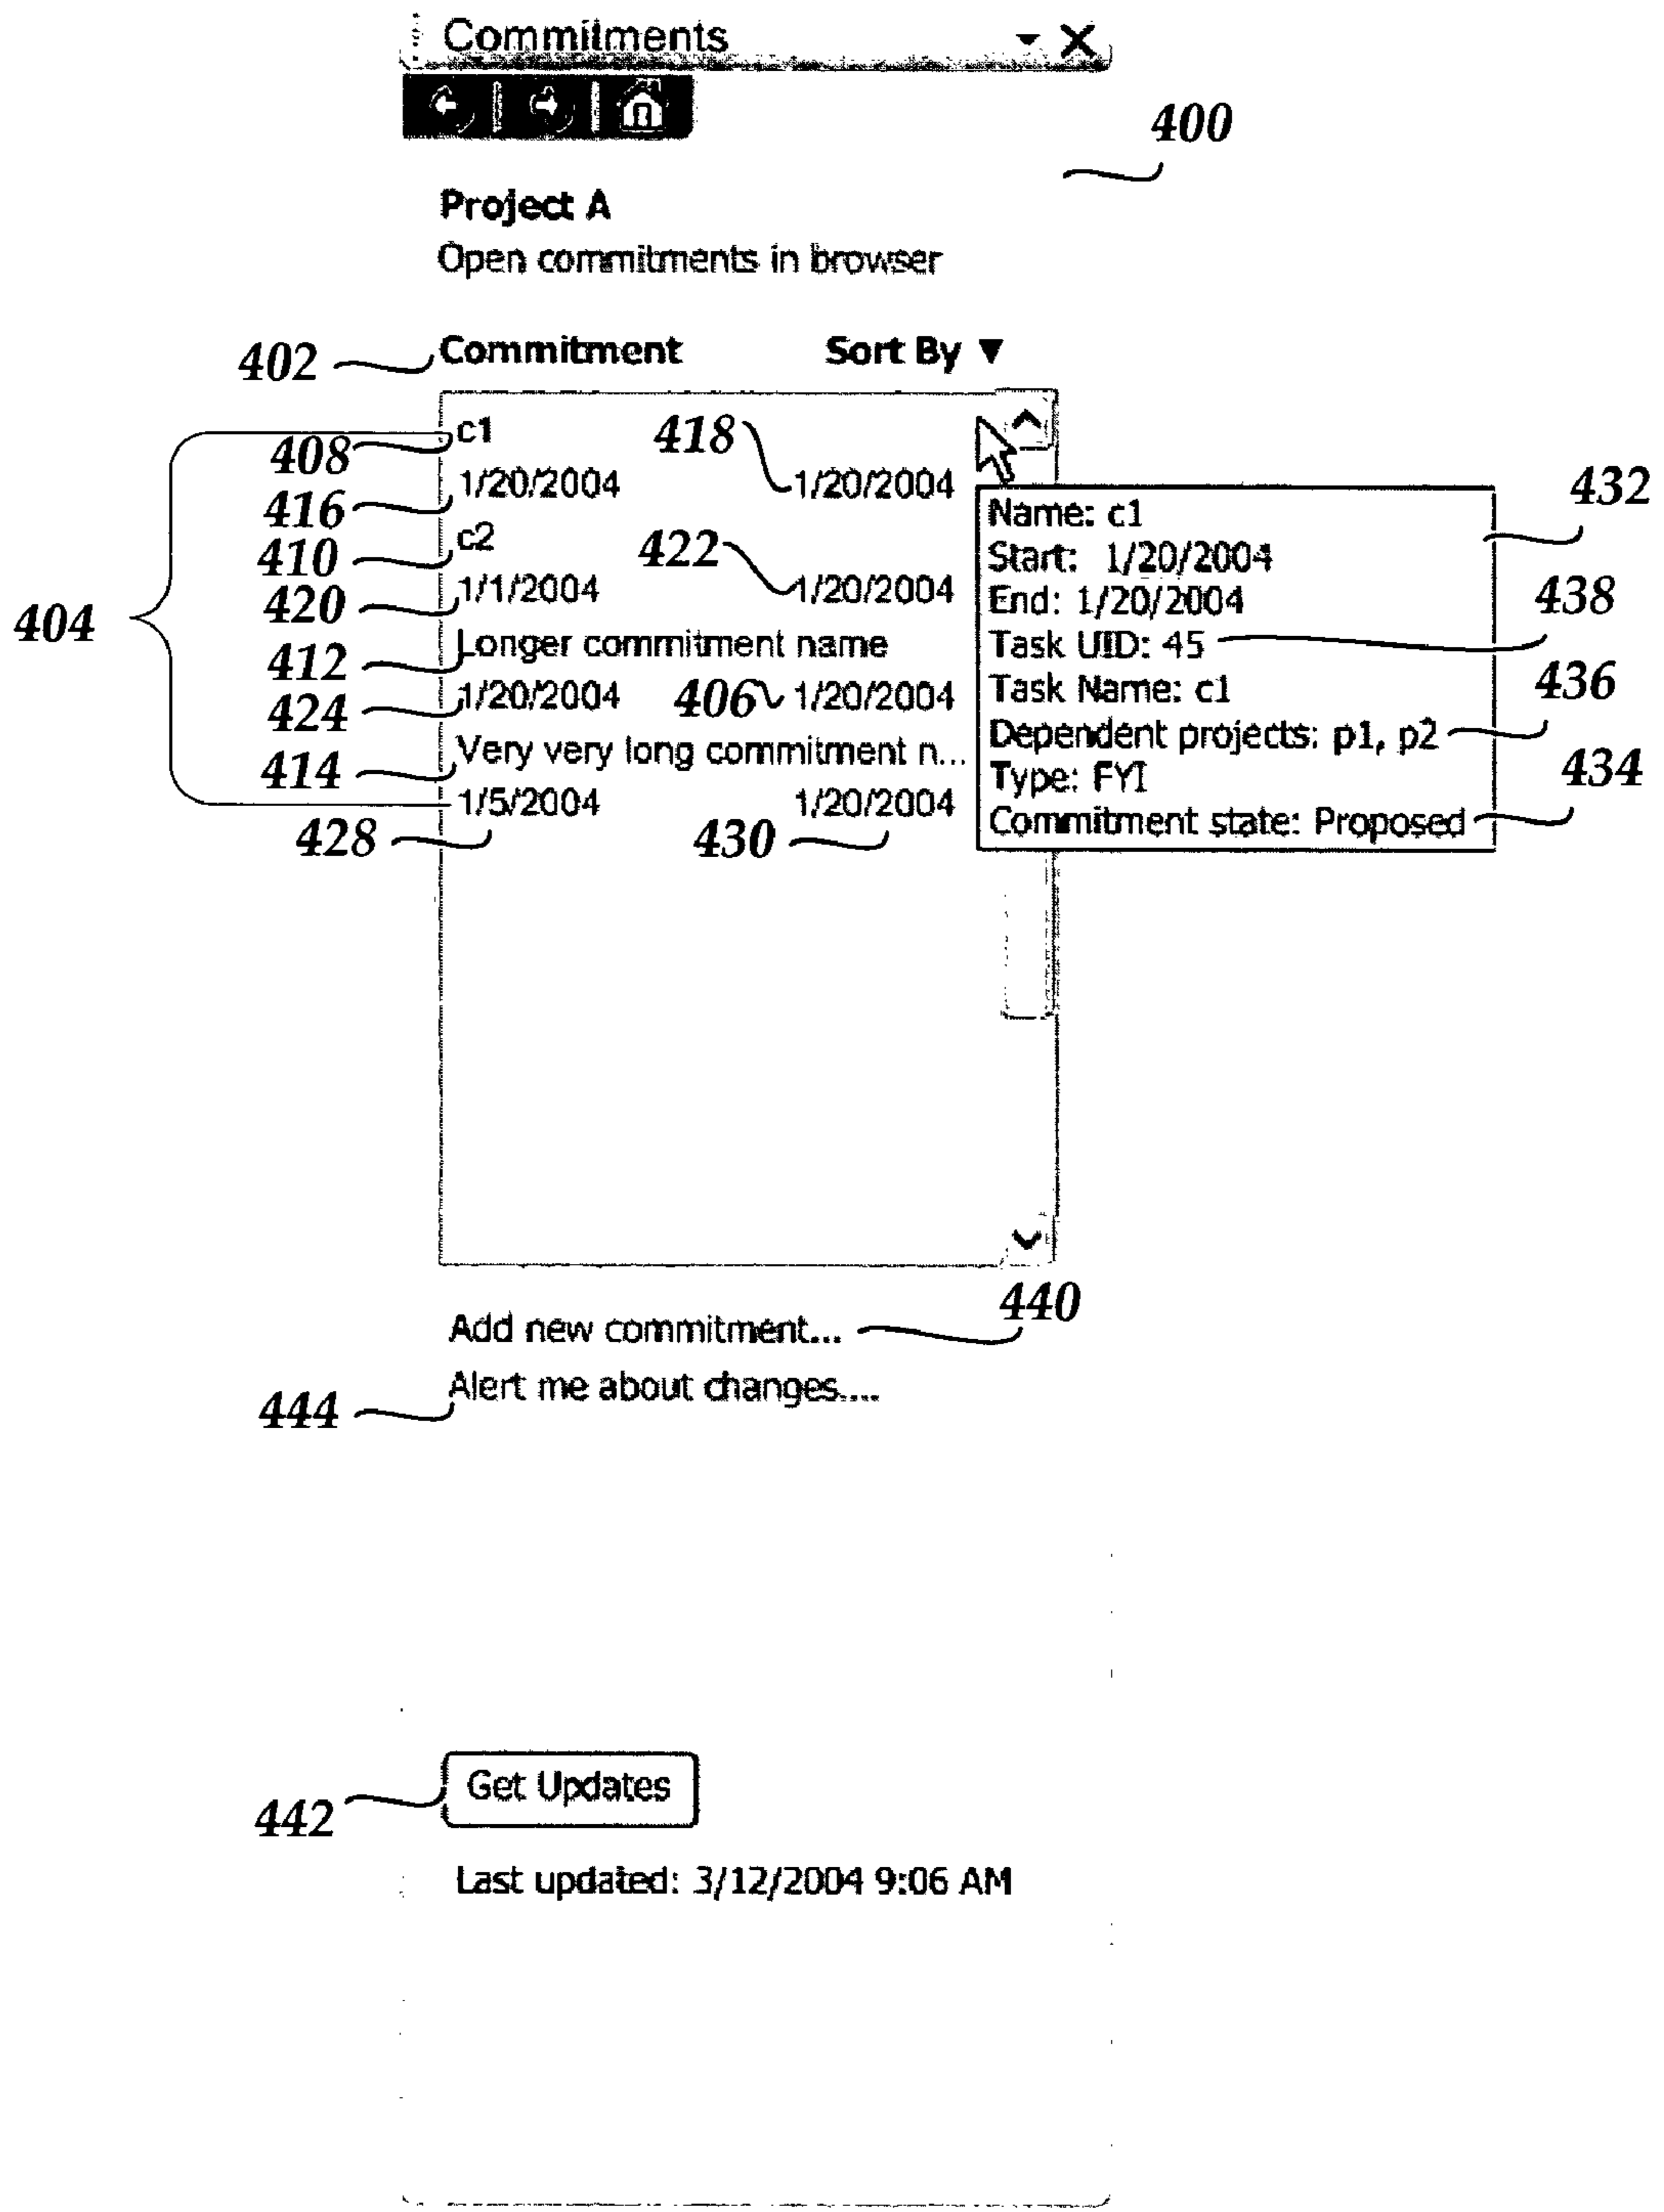 Commitments
400
Project A
Open commitments in browser
402 Commitment Sort By ▼
404
408 c1
416 1/20/2004 418 1/20/2004
410 c2
420 1/1/2004 422 1/20/2004
412 Longer commitment name
424 1/20/2004 406 1/20/2004
414 Very very long commitment n...
1/5/2004 1/20/2004
428 430
Name: c1 432
Start: 1/20/2004
End: 1/20/2004
Task UID: 45 438
Task Name: c1
Dependent projects: p1, p2 436
Type: FYI
Commitment state: Proposed 434
Add new commitment... 440
444 Alert me about changes....
442 Get Updates
Last updated: 3/12/2004 9:06 AM